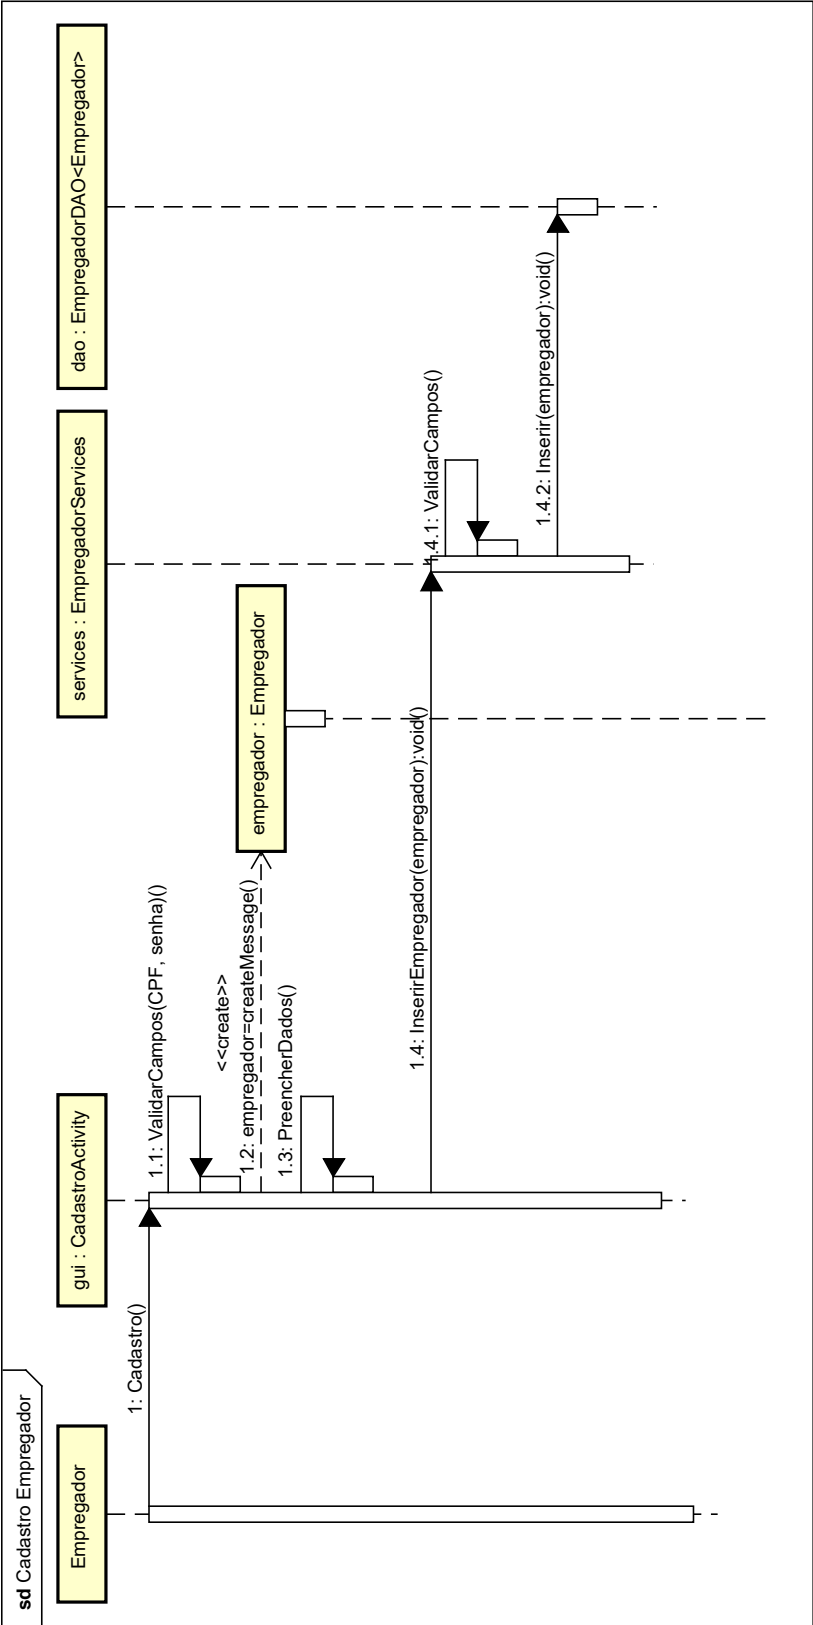 sd Cadastro Empregador
Empregador
gui : CadastroActivity
services : EmpregadorServices
dao : EmpregadorDAO<Empregador>
1: Cadastro()
1.1: ValidarCampos(CPF, senha)()
<<create>>
1.2: empregador=createMessage()
empregador : Empregador
1.3: PreencherDados()
1.4: InserirEmpregador(empregador):void()
1.4.1: ValidarCampos()
1.4.2: Inserir(empregador):void()